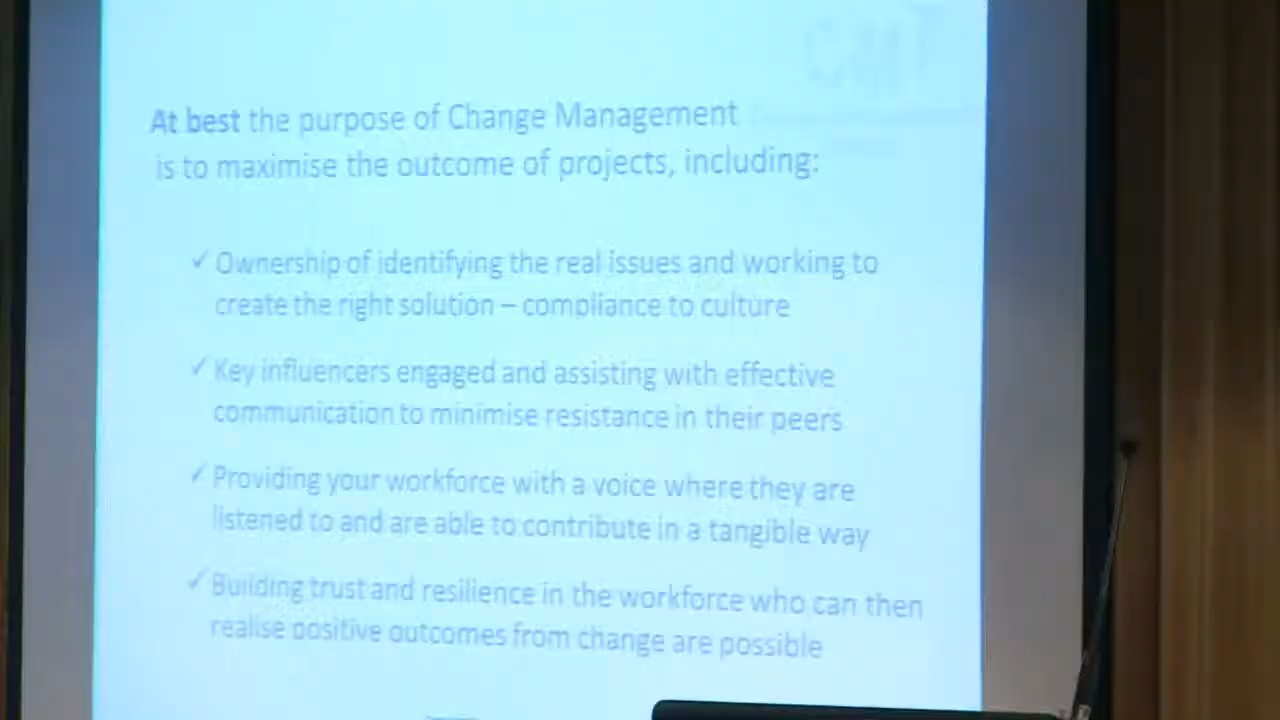 At best the purpose of Change Management
is to maximise the outcome of projects, including:
✓ Ownership of identifying the real issues and working to
create the right solution – compliance to culture
✓ Key influencers engaged and assisting with effective
communication to minimise resistance in their peers
✓ Providing your workforce with a voice where they are
listened to and are able to contribute in a tangible way
✓ Building trust and resilience in the workforce who can then
realise positive outcomes from change are possible